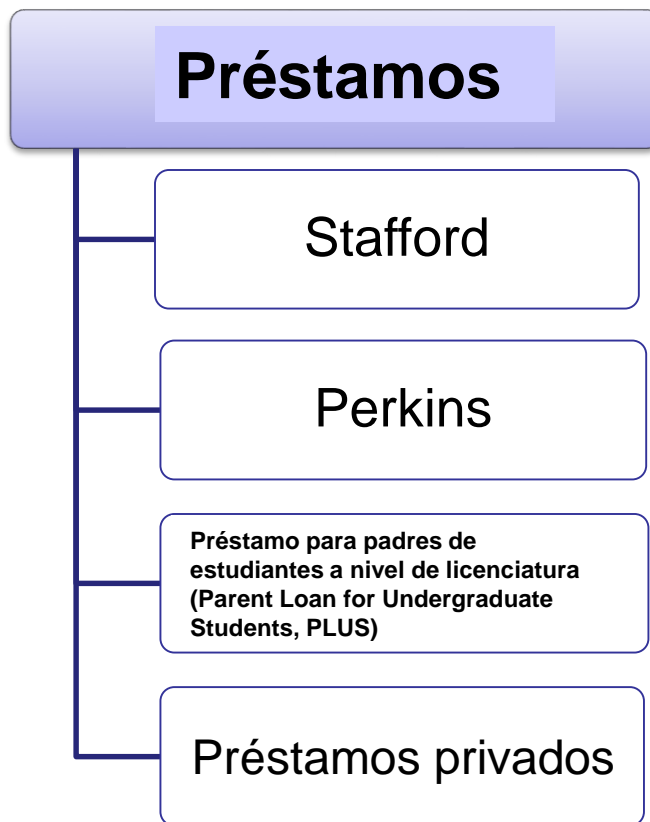 Préstamos
Stafford
Perkins
Préstamo para padres de
estudiantes a nivel de licenciatura
(Parent Loan for Undergraduate
Students, PLUS)
Préstamos privados